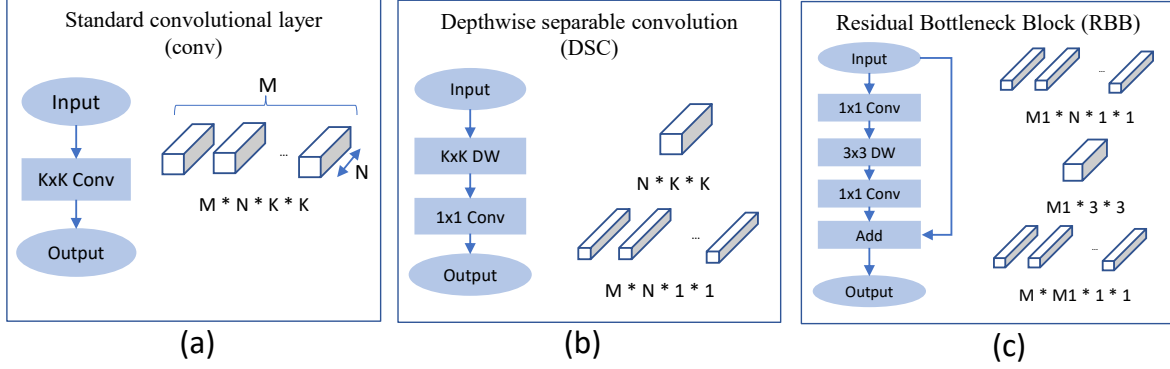 Standard convolutional layer
(conv)
Input
KxK Conv
Output
M
...
N
M * N * K * K
(a)
Depthwise separable convolution
(DSC)
Input
KxK DW
1x1 Conv
Output
N * K * K
...
M * N * 1 * 1
(b)
Residual Bottleneck Block (RBB)
Input
1x1 Conv
3x3 DW
1x1 Conv
Add
Output
...
M1 * N * 1 * 1
M1 * 3 * 3
...
M * M1 * 1 * 1
(c)